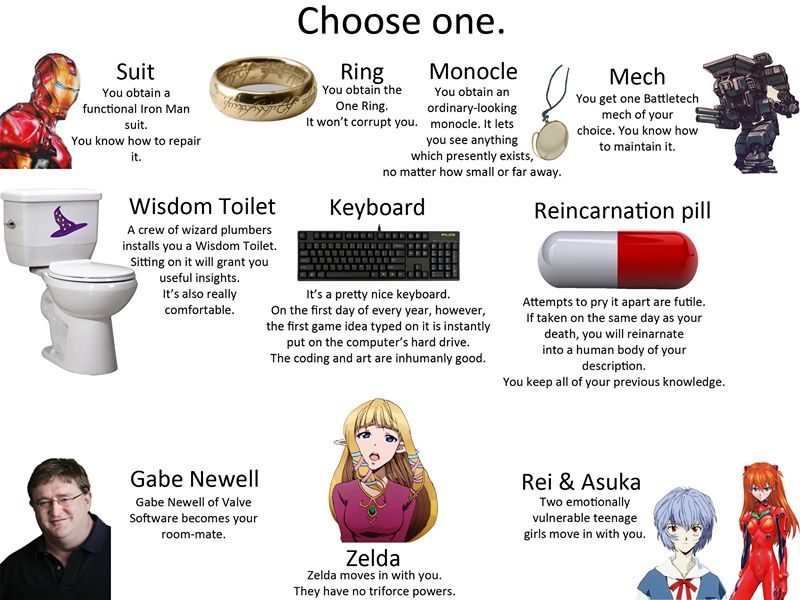 Choose one.
Suit
You obtain a
functional Iron Man
suit.
You know how to repair
it.
Ring
You obtain the
One Ring.
It won't corrupt you.
Monocle
You obtain an
ordinary-looking
monocle. It lets
you see anything
which presently exists,
no matter how small or far away.
Mech
You get one Battletech
mech of your
choice. You know how
to maintain it.
Wisdom Toilet
A crew of wizard plumbers
installs you a Wisdom Toilet.
Sitting on it will grant you
useful insights.
It's also really
comfortable.
Keyboard
It's a pretty nice keyboard.
On the first day of every year, however,
the first game idea typed on it is instantly
put on the computer's hard drive.
The coding and art are inhumanly good.
Reincarnation pill
Attempts to pry it apart are futile.
If taken on the same day as your
death, you will reinarnate
into a human body of your
description.
You keep all of your previous knowledge.
Gabe Newell
Gabe Newell of Valve
Software becomes your
room-mate.
Zelda
Zelda moves in with you.
They have no triforce powers.
Rei & Asuka
Two emotionally
vulnerable teenage
girls move in with you.